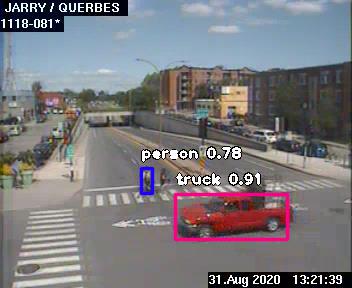 JARRY / QUERBES
1118-081*
person 0.78
truck 0.91
31.Aug 2020 13:21:39